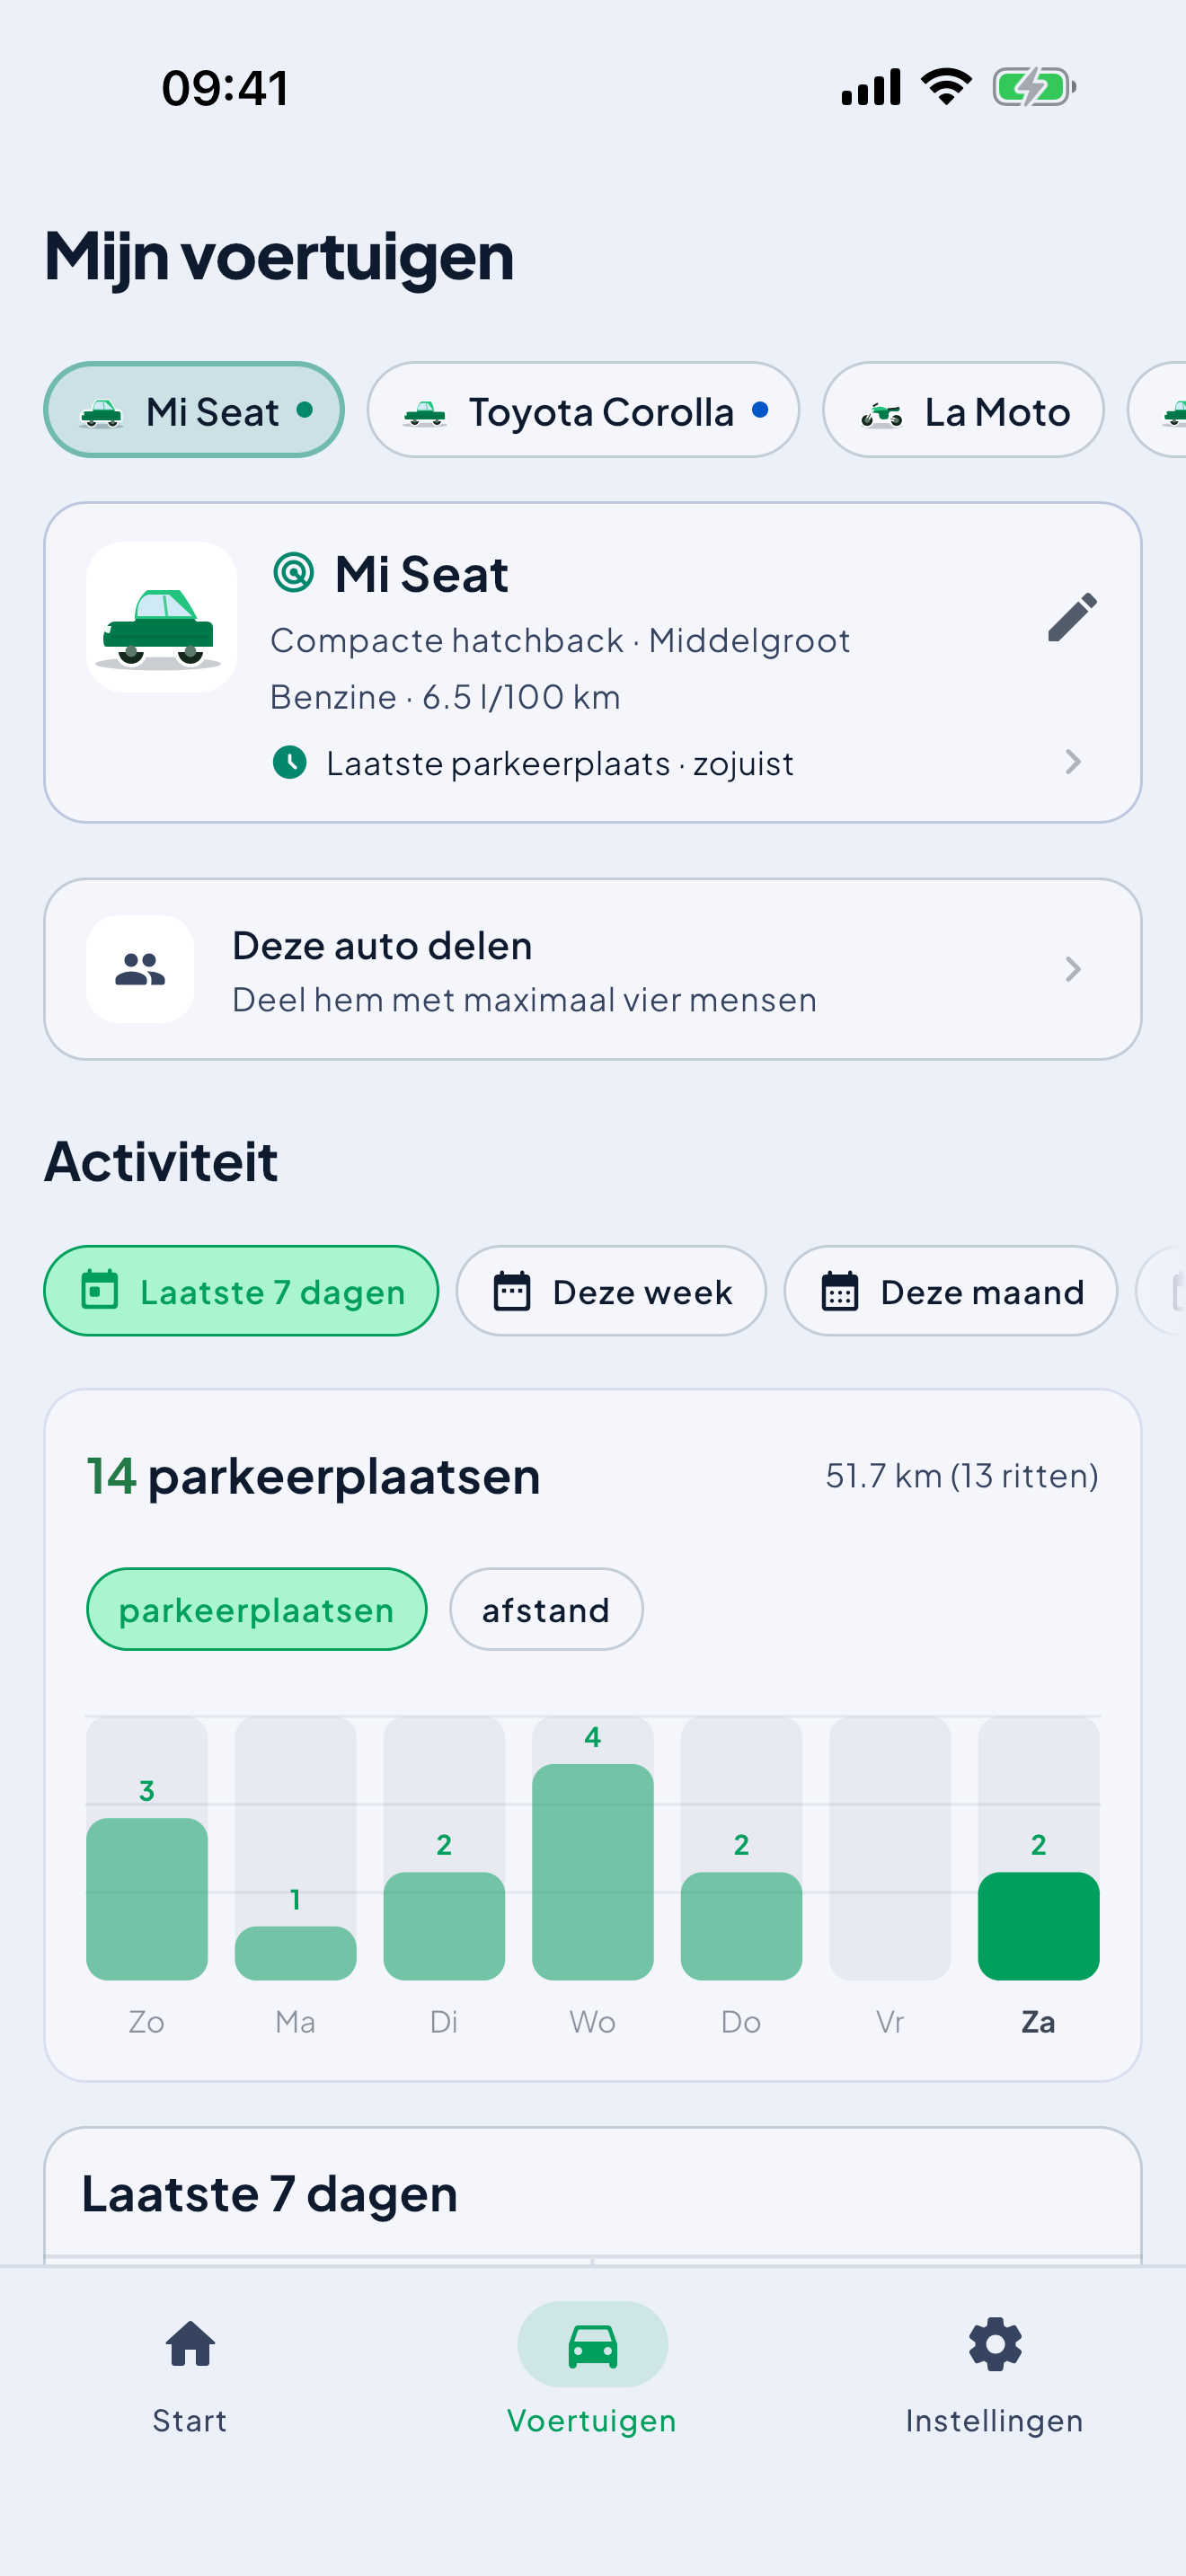 09:41
Mijn voertuigen
Mi Seat
Toyota Corolla
La Moto
Mi Seat
Compacte hatchback · Middelgroot
Benzine · 6.5 l/100 km
Laatste parkeerplaats · zojuist
Deze auto delen
Deel hem met maximaal vier mensen
Activiteit
Laatste 7 dagen
Deze week
Deze maand
14 parkeerplaatsen
51.7 km (13 ritten)
parkeerplaatsen
afstand
3
1
2
4
2
2
Zo
Ma
Di
Wo
Do
Vr
Za
Laatste 7 dagen
Start
Voertuigen
Instellingen